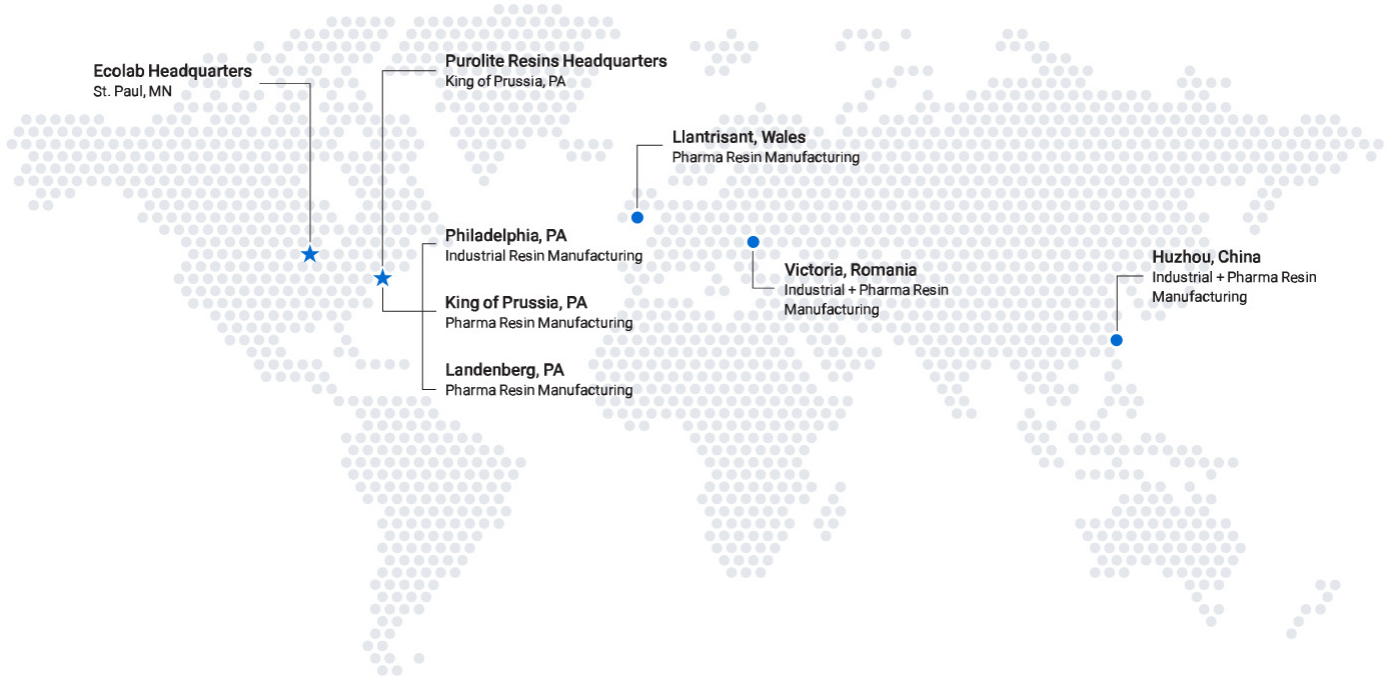 Ecolab Headquarters
St. Paul, MN
Purolite Resins Headquarters
King of Prussia, PA
Llantrisant, Wales
Pharma Resin Manufacturing
Philadelphia, PA
Industrial Resin Manufacturing
King of Prussia, PA
Pharma Resin Manufacturing
Landenberg, PA
Pharma Resin Manufacturing
Victoria, Romania
Industrial + Pharma Resin
Manufacturing
Huzhou, China
Industrial + Pharma Resin
Manufacturing